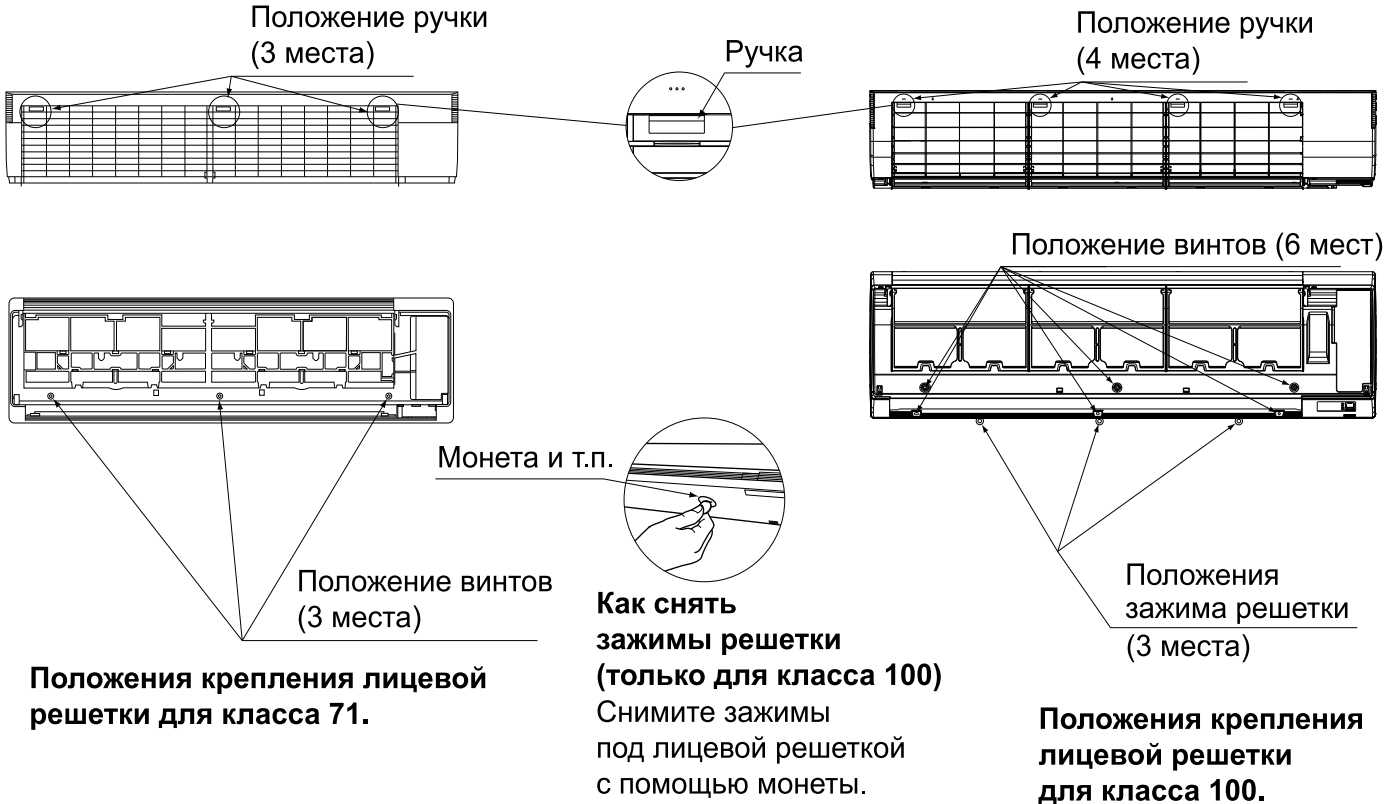 Положение ручки
(3 места)
Ручка
Положение ручки
(4 места)
Положение винтов (6 мест)
Монета и т.п.
Положение винтов
(3 места)
Положения крепления лицевой
решетки для класса 71.
Как снять
зажимы решетки
(только для класса 100)
Снимите зажимы
под лицевой решеткой
с помощью монеты.
Положения
зажима решетки
(3 места)
Положения крепления
лицевой решетки
для класса 100.